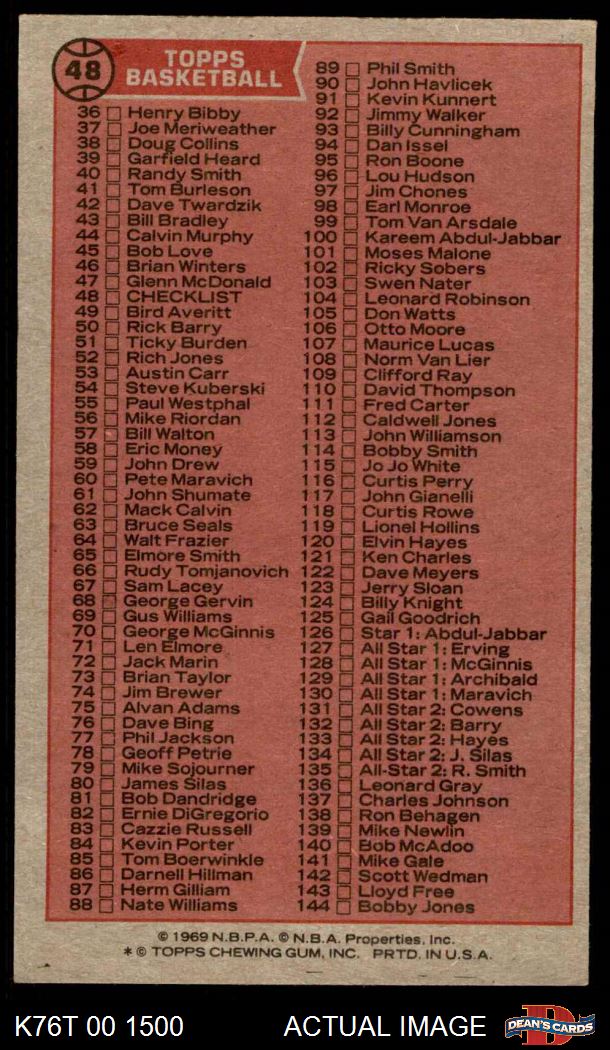 48
TOPPS
BASKETBALL
36 Henry Bibby
37 Joe Meriweather
38 Doug Collins
39 Garfield Heard
40 Randy Smith
41 Tom Burleson
42 Dave Twardzik
43 Bill Bradley
44 Calvin Murphy
45 Bob Love
46 Brian Winters
47 Glenn McDonald
48 CHECKLIST
49 Bird Averitt
50 Rick Barry
51 Ticky Burden
52 Rich Jones
53 Austin Carr
54 Steve Kuberski
55 Paul Westphal
56 Mike Riordan
57 Bill Walton
58 Eric Money
59 John Drew
60 Pete Maravich
61 John Shumate
62 Mack Calvin
63 Bruce Seals
64 Walt Frazier
65 Elmore Smith
66 Rudy Tomjanovich
67 Sam Lacey
68 George Gervin
69 Gus Williams
70 George McGinnis
71 Len Elmore
72 Jack Marin
73 Brian Taylor
74 Jim Brewer
75 Alvan Adams
76 Dave Bing
77 Phil Jackson
78 Geoff Petrie
79 Mike Sojourner
80 James Silas
81 Bob Dandridge
82 Ernie DiGregorio
83 Cazzie Russell
84 Kevin Porter
85 Tom Boerwinkle
86 Darnell Hillman
87 Herm Gilliam
88 Nate Williams
89 Phil Smith
90 John Havlicek
91 Kevin Kunnert
92 Jimmy Walker
93 Billy Cunningham
94 Dan Issel
95 Ron Boone
96 Lou Hudson
97 Jim Chones
98 Earl Monroe
99 Tom Van Arsdale
100 Kareem Abdul-Jabbar
101 Moses Malone
102 Ricky Sobers
103 Swen Nater
104 Leonard Robinson
105 Don Watts
106 Otto Moore
107 Maurice Lucas
108 Norm Van Lier
109 Clifford Ray
110 David Thompson
111 Fred Carter
112 Caldwell Jones
113 John Williamson
114 Bobby Smith
115 Jo Jo White
116 Curtis Perry
117 John Gianelli
118 Curtis Rowe
119 Lionel Hollins
120 Elvin Hayes
121 Ken Charles
122 Dave Meyers
123 Jerry Sloan
124 Billy Knight
125 Gail Goodrich
126 Star 1: Abdul-Jabbar
127 All Star 1: Erving
128 All Star 1: McGinnis
129 All Star 1: Archibald
130 All Star 1: Maravich
131 All Star 2: Cowens
132 All Star 2: Barry
133 All Star 2: Hayes
134 All Star 2: J. Silas
135 All-Star 2: R. Smith
136 Leonard Gray
137 Charles Johnson
138 Ron Behagen
139 Mike Newlin
140 Bob McAdoo
141 Mike Gale
142 Scott Wedman
143 Lloyd Free
144 Bobby Jones
© 1969 N.B.P.A. © N.B.A. Properties, Inc.
* © TOPPS CHEWING GUM, INC. PRTD. IN U.S.A.
K76T 00 1500 ACTUAL IMAGE
DEAN'S CARDS